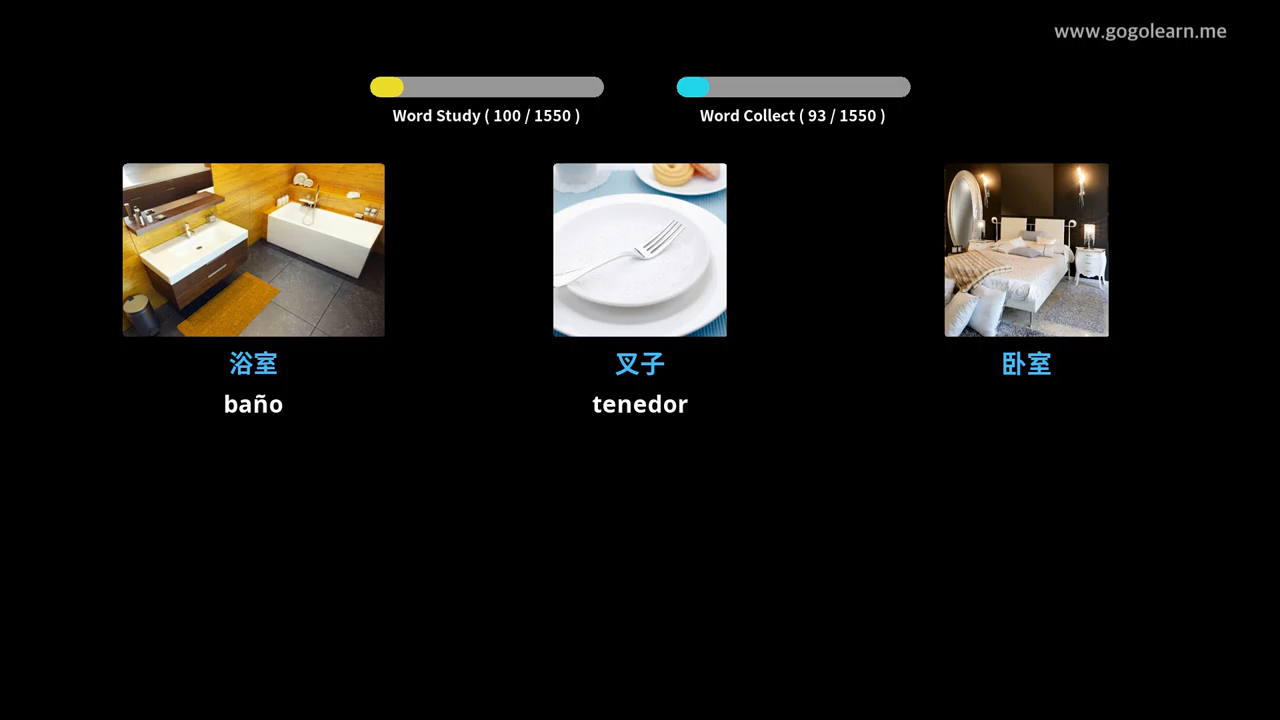 www.gogolearn.me
Word Study ( 100 / 1550 )
Word Collect ( 93 / 1550 )
浴室
叉子
卧室
baño
tenedor